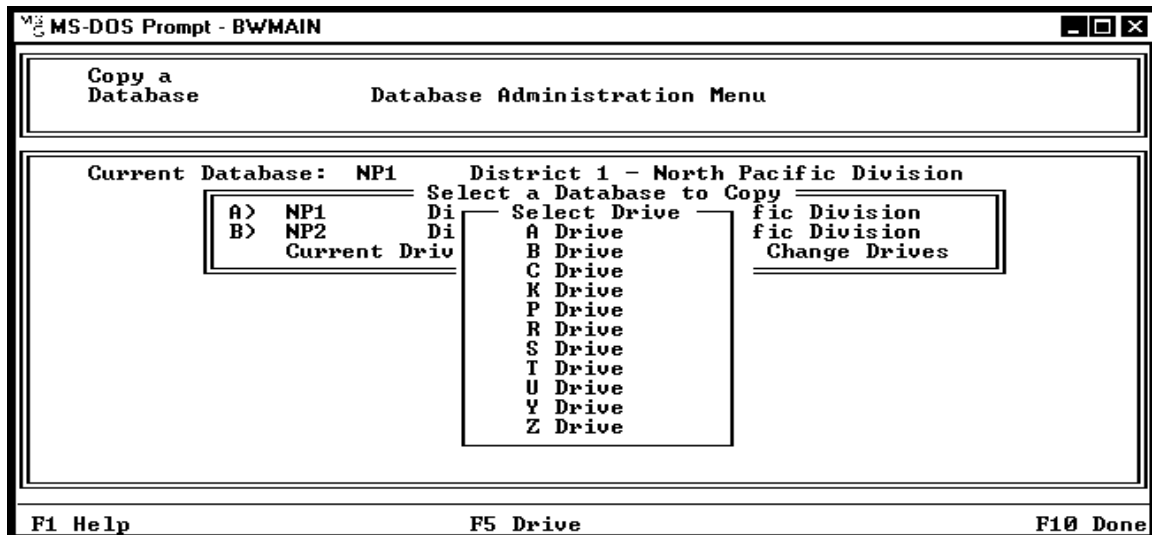 MS-DOS Prompt - BWMAIN
Copy a
Database Database Administration Menu
Current Database: NP1 District 1 - North Pacific Division
Select a Database to Copy
A> NP1 Di Select Drive fic Division
B> NP2 Di A Drive fic Division
Current Driv B Drive Change Drives
C Drive
K Drive
P Drive
R Drive
S Drive
T Drive
U Drive
Y Drive
Z Drive
F1 Help F5 Drive F10 Done